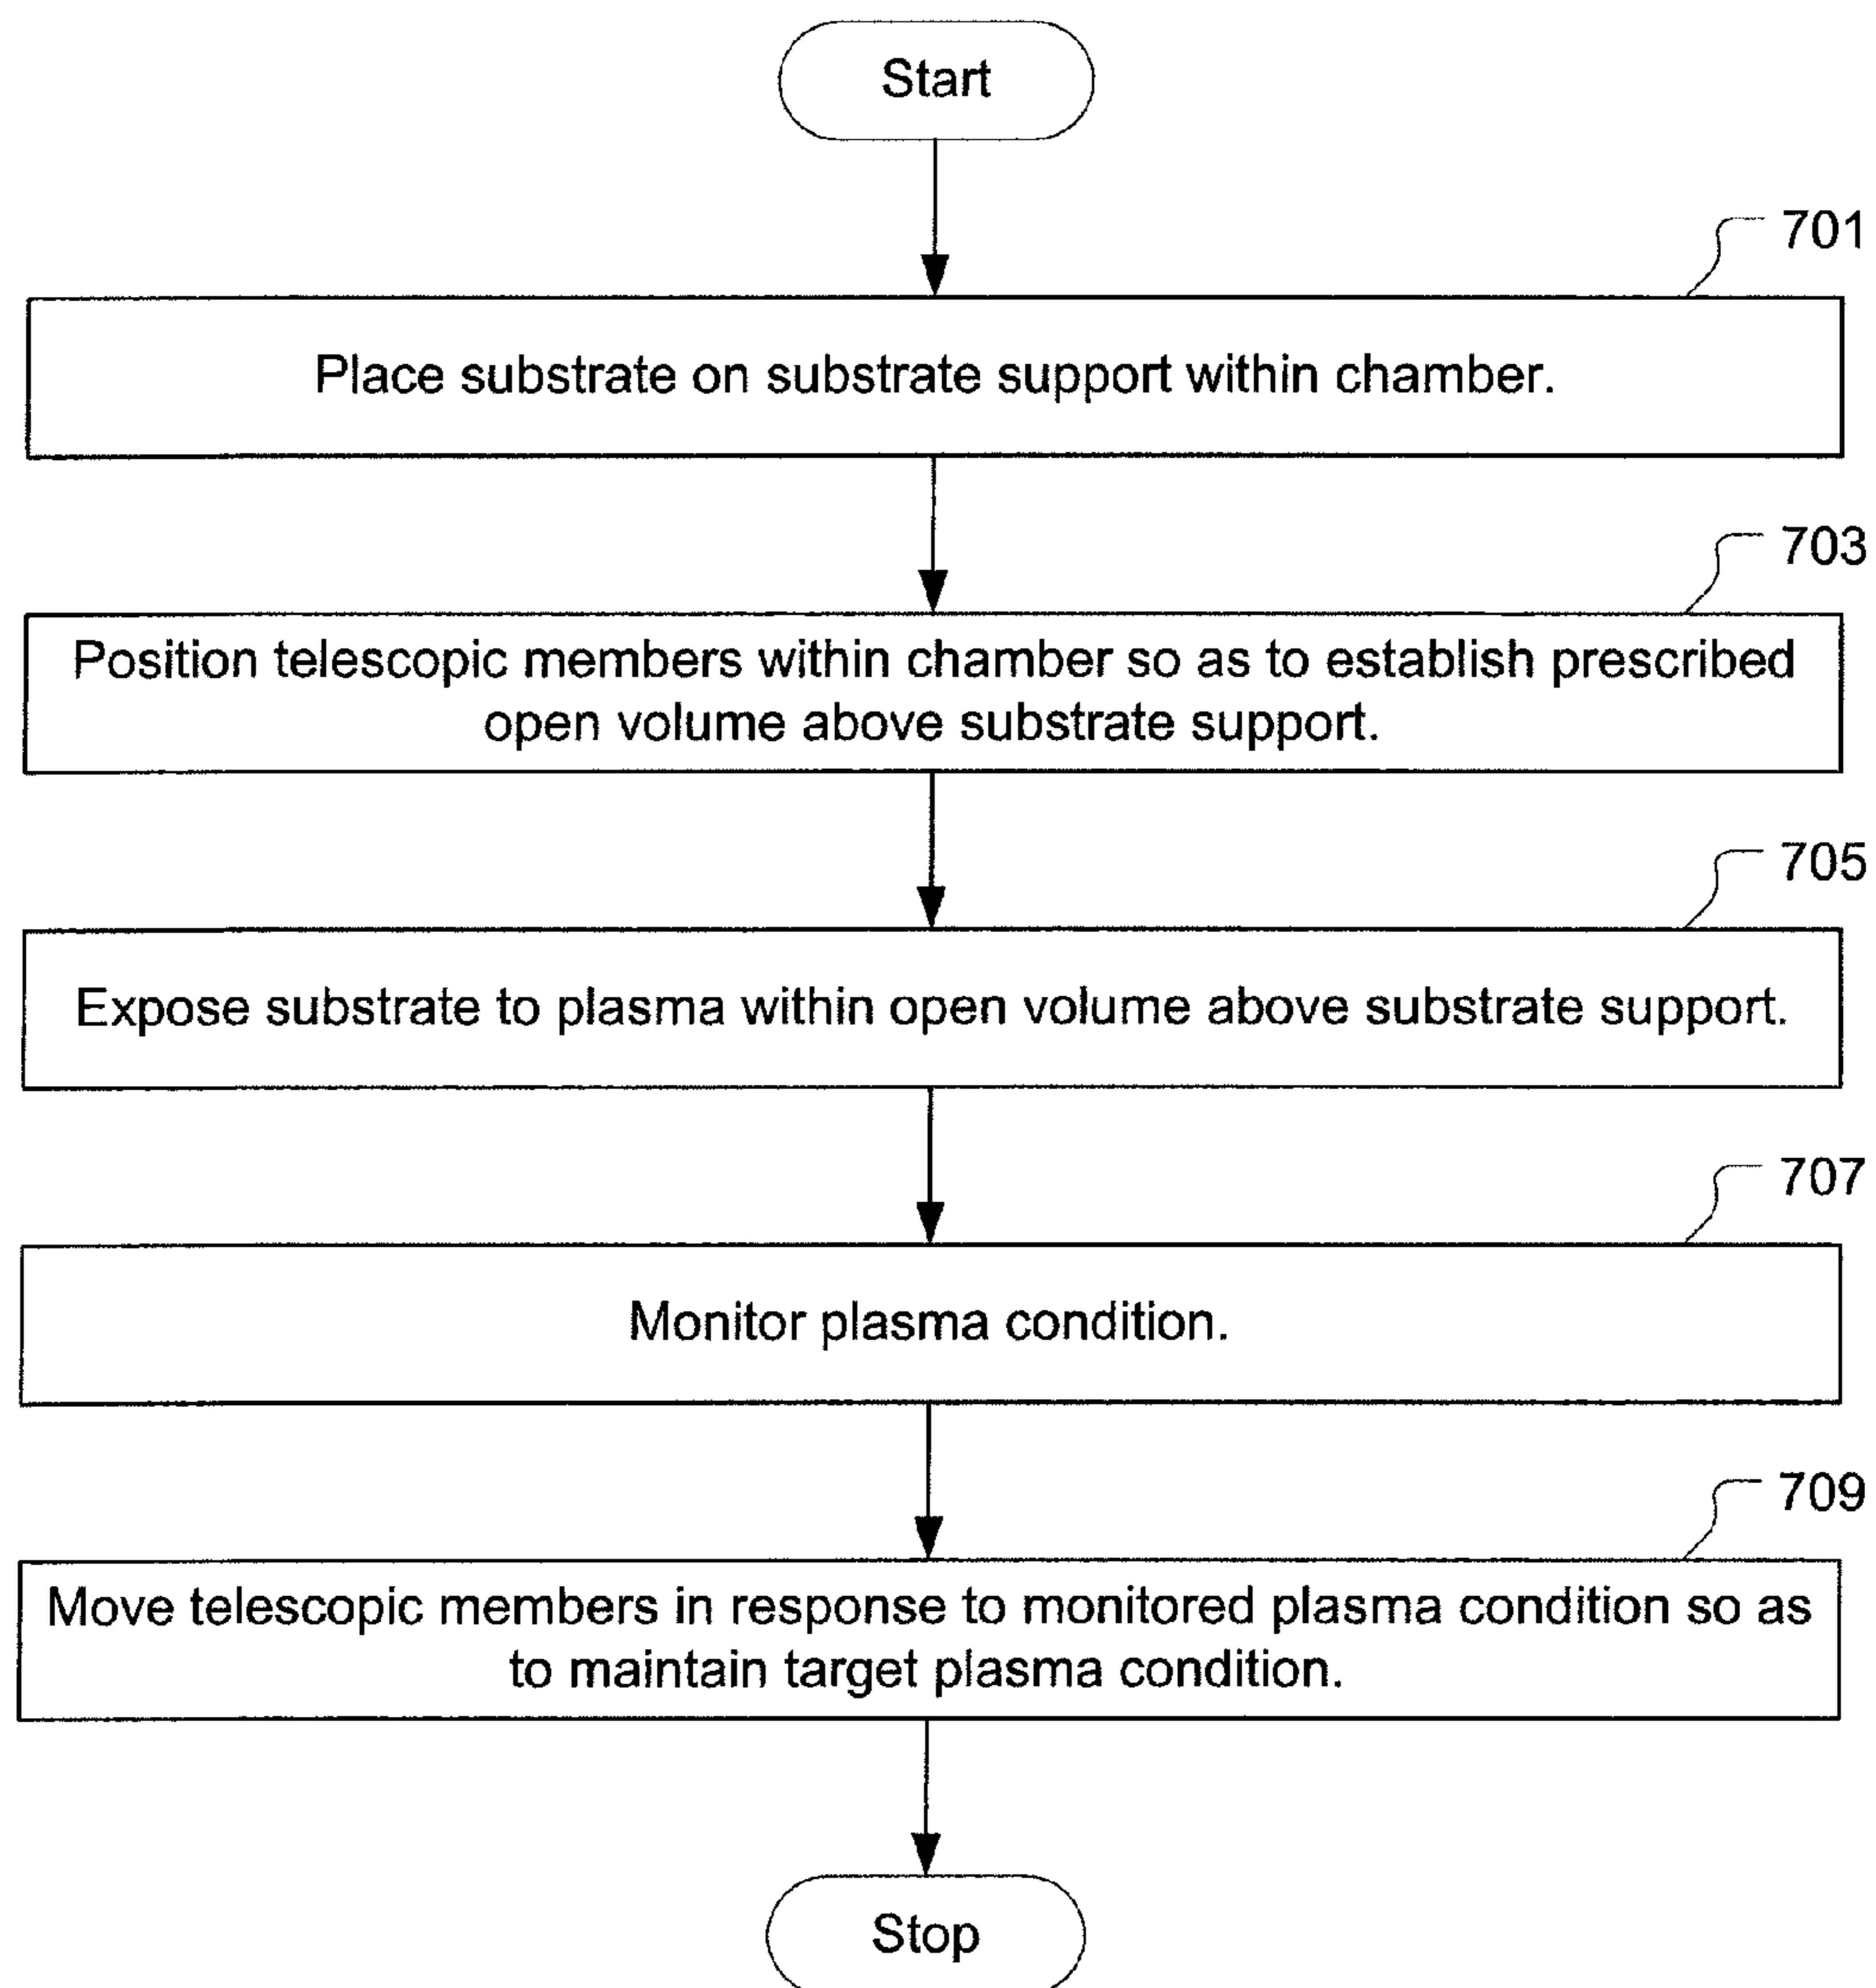 Start
701
Place substrate on substrate support within chamber.
703
Position telescopic members within chamber so as to establish prescribed
open volume above substrate support.
705
Expose substrate to plasma within open volume above substrate support.
707
Monitor plasma condition.
709
Move telescopic members in response to monitored plasma condition so as
to maintain target plasma condition.
Stop